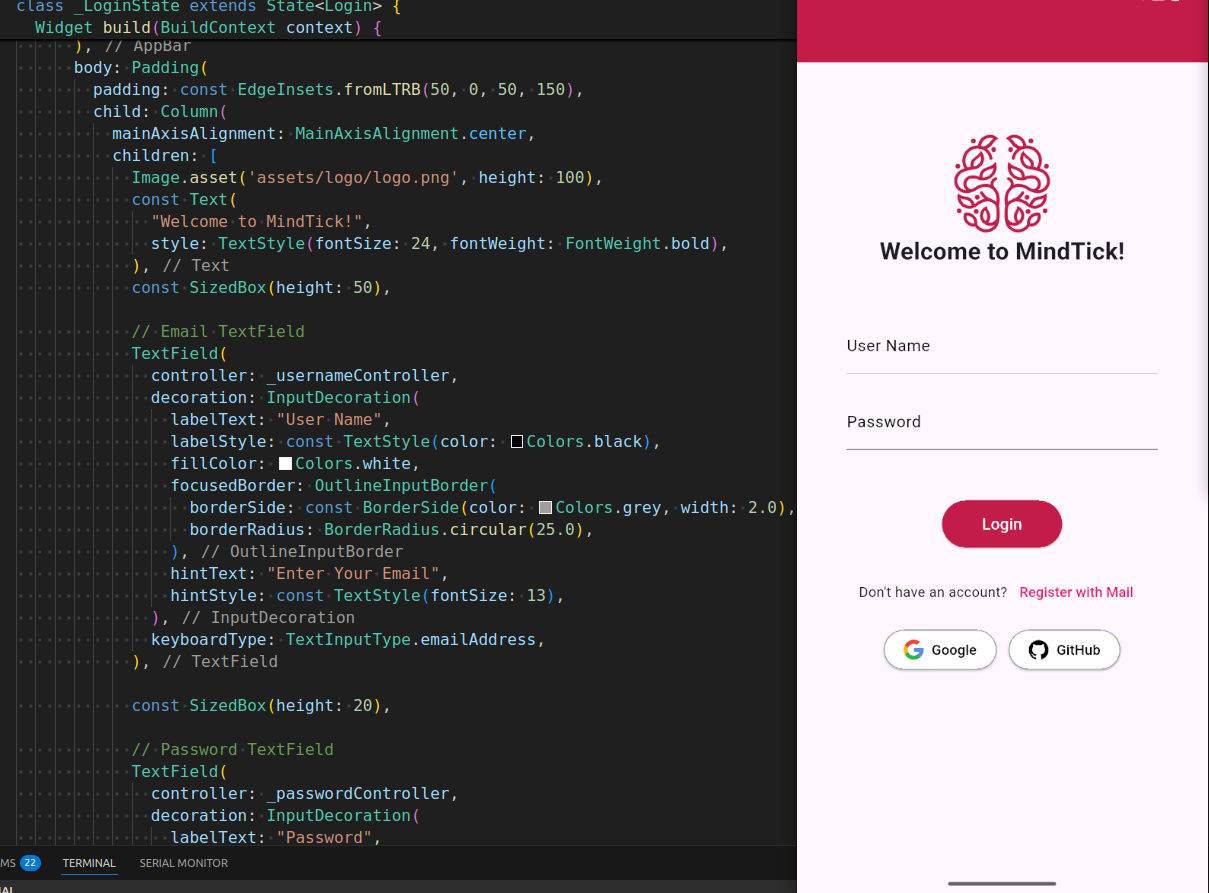 class _LoginState extends State<Login> {
Widget build(BuildContext context) {
), // AppBar
body: Padding(
padding: const EdgeInsets.fromLTRB(50, 0, 50, 150),
child: Column(
mainAxisAlignment: MainAxisAlignment.center,
children: [
Image.asset('assets/logo/logo.png', height: 100),
const Text(
"Welcome to MindTick!",
style: TextStyle(fontSize: 24, fontWeight: FontWeight.bold),
), // Text
const SizedBox(height: 50),
// Email TextField
TextField(
controller: _usernameController,
decoration: InputDecoration(
labelText: "User Name",
labelStyle: const TextStyle(color: Colors.black),
fillColor: Colors.white,
focusedBorder: OutlineInputBorder(
borderSide: const BorderSide(color: Colors.grey, width: 2.0),
borderRadius: BorderRadius.circular(25.0),
), // OutlineInputBorder
hintText: "Enter Your Email",
hintStyle: const TextStyle(fontSize: 13),
), // InputDecoration
keyboardType: TextInputType.emailAddress,
), // TextField
const SizedBox(height: 20),
// Password TextField
TextField(
controller: _passwordController,
decoration: InputDecoration(
labelText: "Password",
MS 22 TERMINAL SERIAL MONITOR
Welcome to MindTick!
User Name
Password
Login
Don't have an account? Register with Mail
Google GitHub